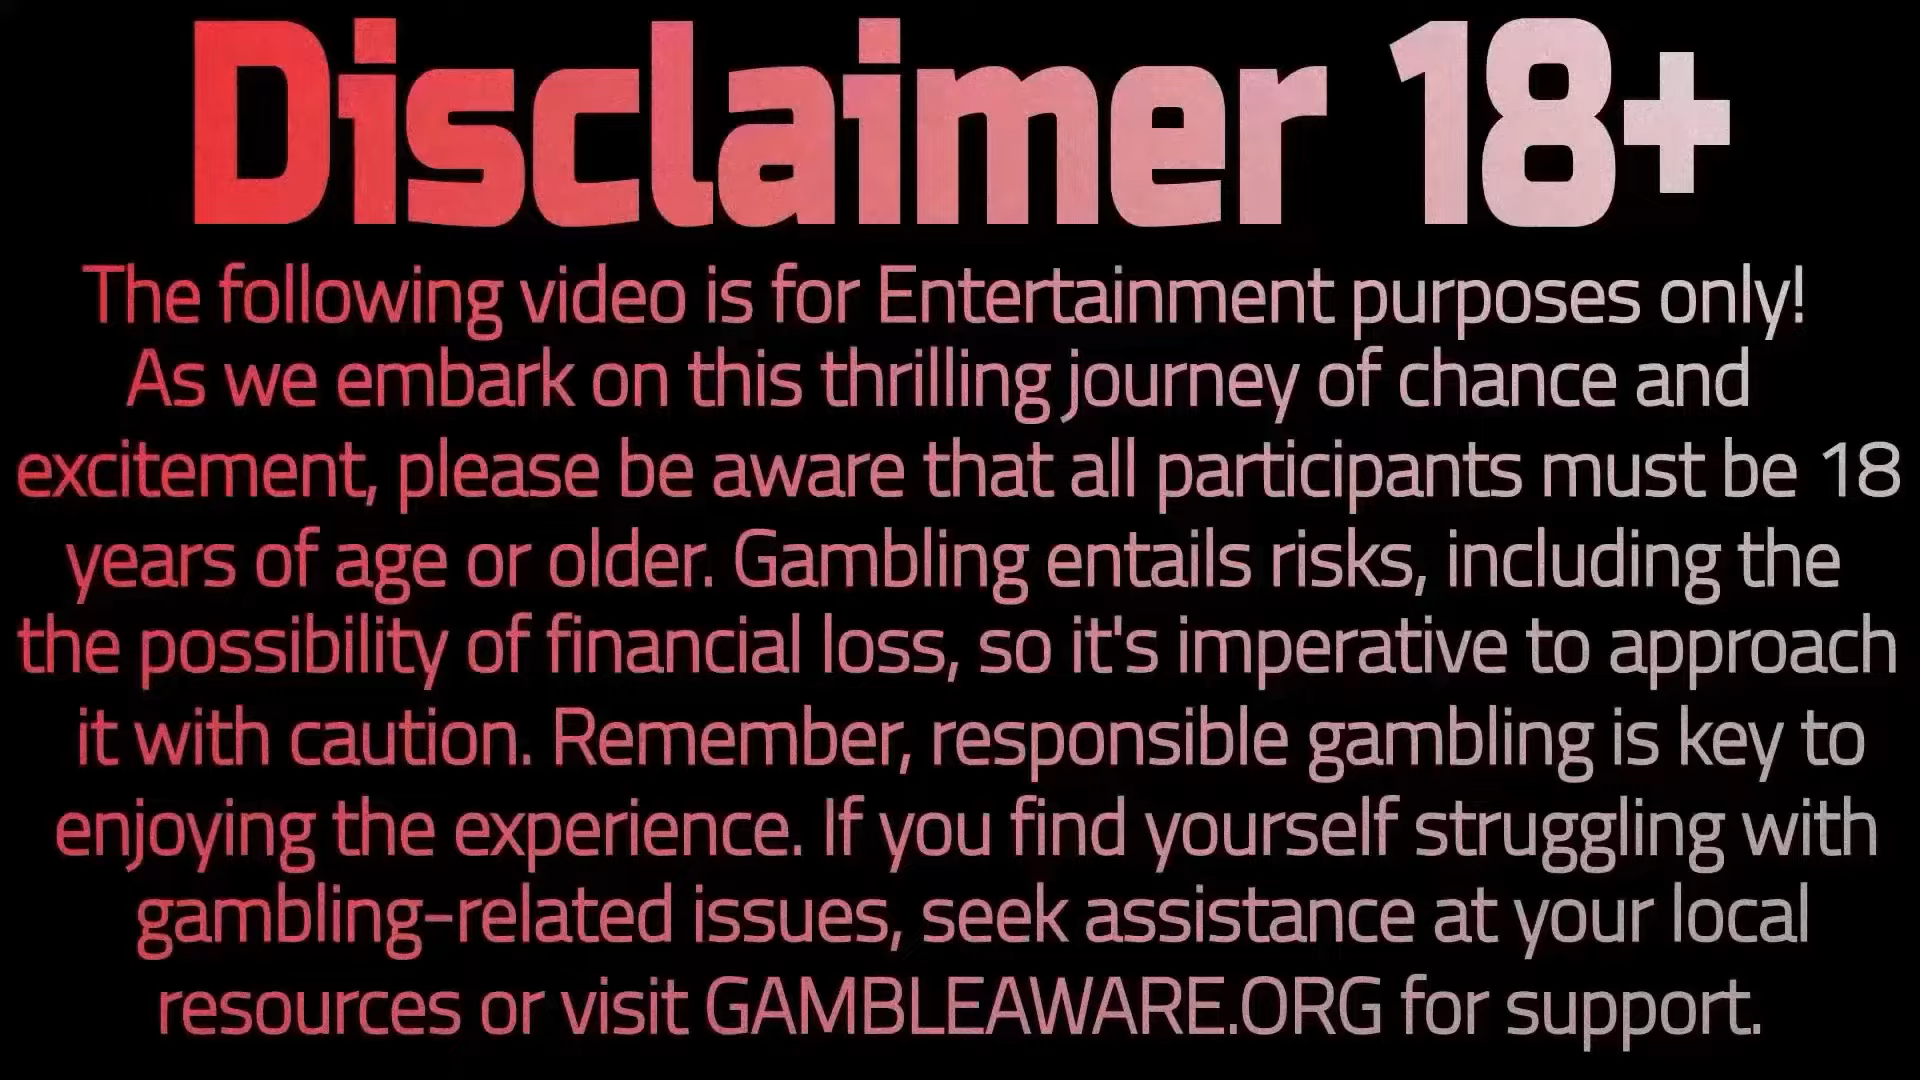 Disclaimer 18+
The following video is for Entertainment purposes only!
As we embark on this thrilling journey of chance and
excitement, please be aware that all participants must be 18
years of age or older. Gambling entails risks, including the
the possibility of financial loss, so it's imperative to approach
it with caution. Remember, responsible gambling is key to
enjoying the experience. If you find yourself struggling with
gambling-related issues, seek assistance at your local
resources or visit GAMBLEAWARE.ORG for support.